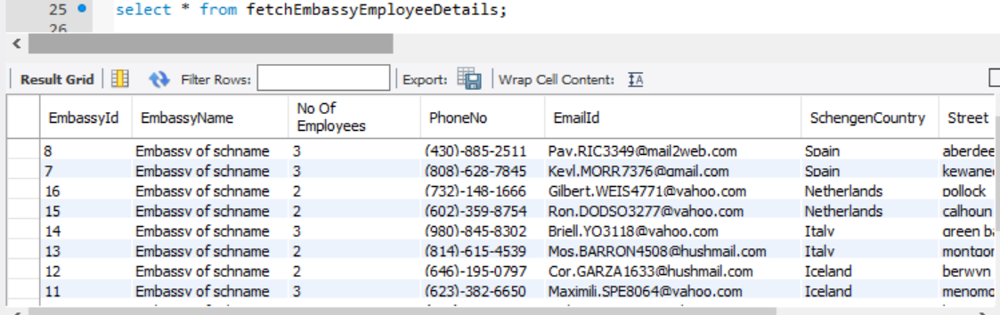 25 select * from fetchEmbassyEmployeeDetails;
26
Result Grid Filter Rows: Export: Wrap Cell Content:
EmbassyId EmbassyName No Of Employees PhoneNo EmailId SchengenCountry Street
8 Embassy of schname 3 (430)-885-2511 Pay.RIC3349@mail2web.com Spain aberdee
7 Embassy of schname 3 (808)-628-7845 Keyl.MORR7376@gmail.com Spain kewane
16 Embassy of schname 2 (732)-148-1666 Gilbert.WEIS4771@yahoo.com Netherlands pollock
15 Embassy of schname 2 (602)-359-8754 Ron.DODSO3277@yahoo.com Netherlands calhoun
14 Embassy of schname 3 (980)-845-8302 Briell.YO3118@yahoo.com Italy green b
13 Embassy of schname 2 (814)-615-4539 Mos.BARRON4508@hushmail.com Italy montgor
12 Embassy of schname 2 (646)-195-0797 Cor.GARZA1633@hushmail.com Iceland berwyn
11 Embassy of schname 3 (623)-382-6650 Maximili.SPE8064@yahoo.com Iceland menomo